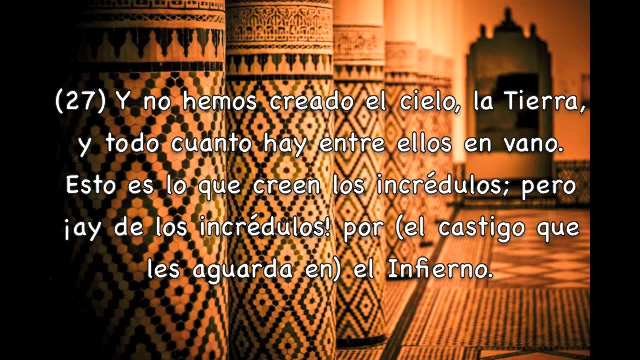 (27) Y no hemos creado el cielo, la Tierra,
y todo cuanto hay entre ellos en vano.
Esto es lo que creen los incrédulos; pero
¡ay de los incrédulos! por (el castigo que
les aguarda en) el Infierno.